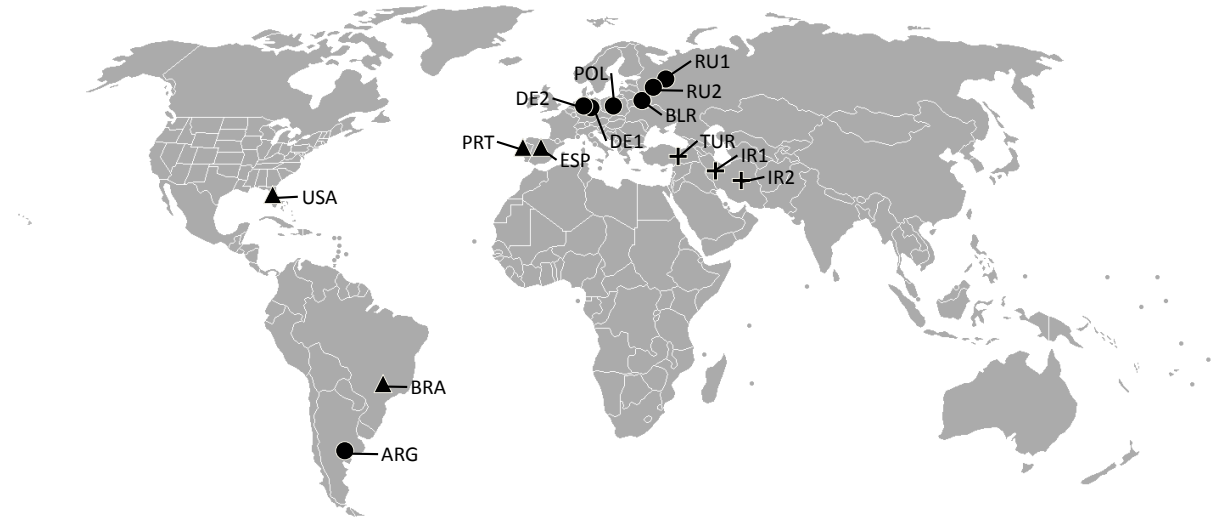 RU1
POL
RU2
DE2
BLR
DE1
PRT
TUR
ESP
IR1
IR2
USA
BRA
ARG